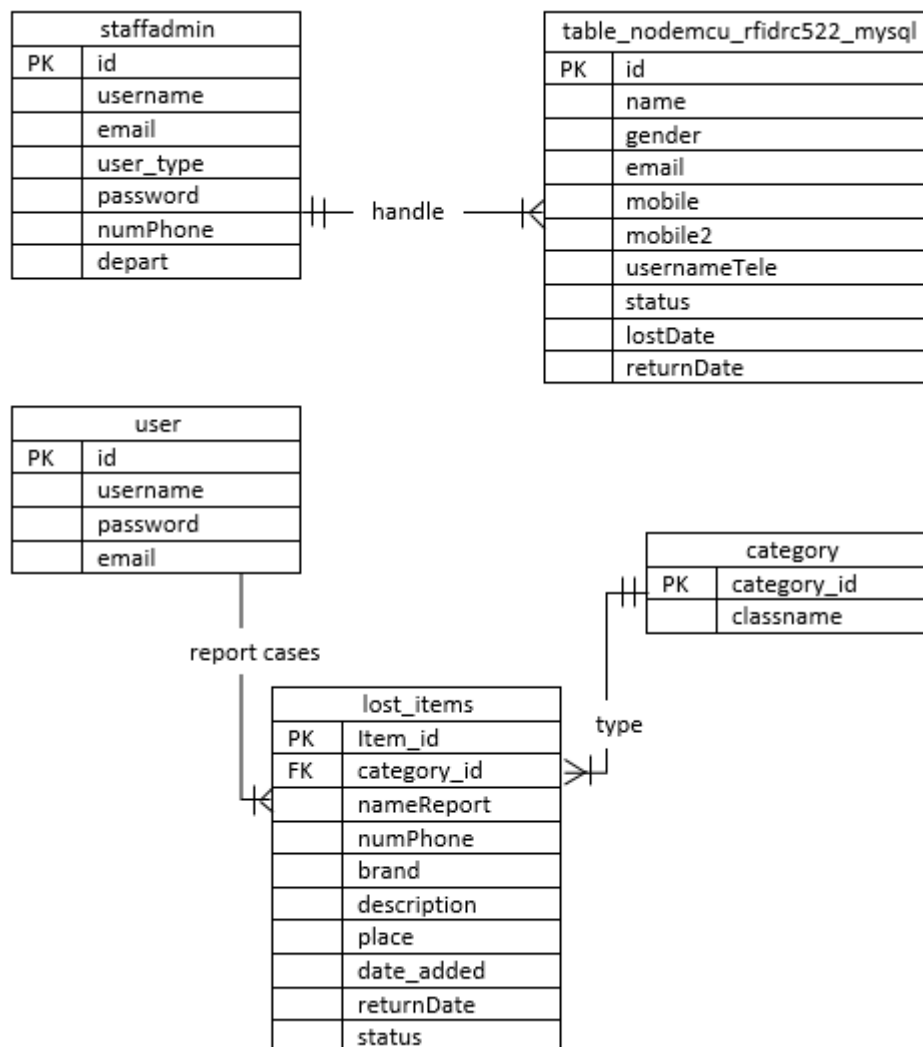 staffadmin
PK id
username
email
user_type
password
numPhone
depart
handle
table_nodemcu_rfidrc522_mysql
PK id
name
gender
email
mobile
mobile2
usernameTele
status
lostDate
returnDate
user
PK id
username
password
email
report cases
category
PK category_id
classname
type
lost_items
PK Item_id
FK category_id
nameReport
numPhone
brand
description
place
date_added
returnDate
status